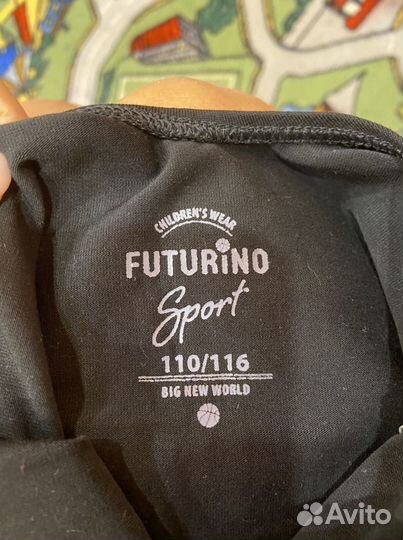 CHILDREN'S WEAR
FUTURINO
Sport
110/116
BIG NEW WORLD
Avito